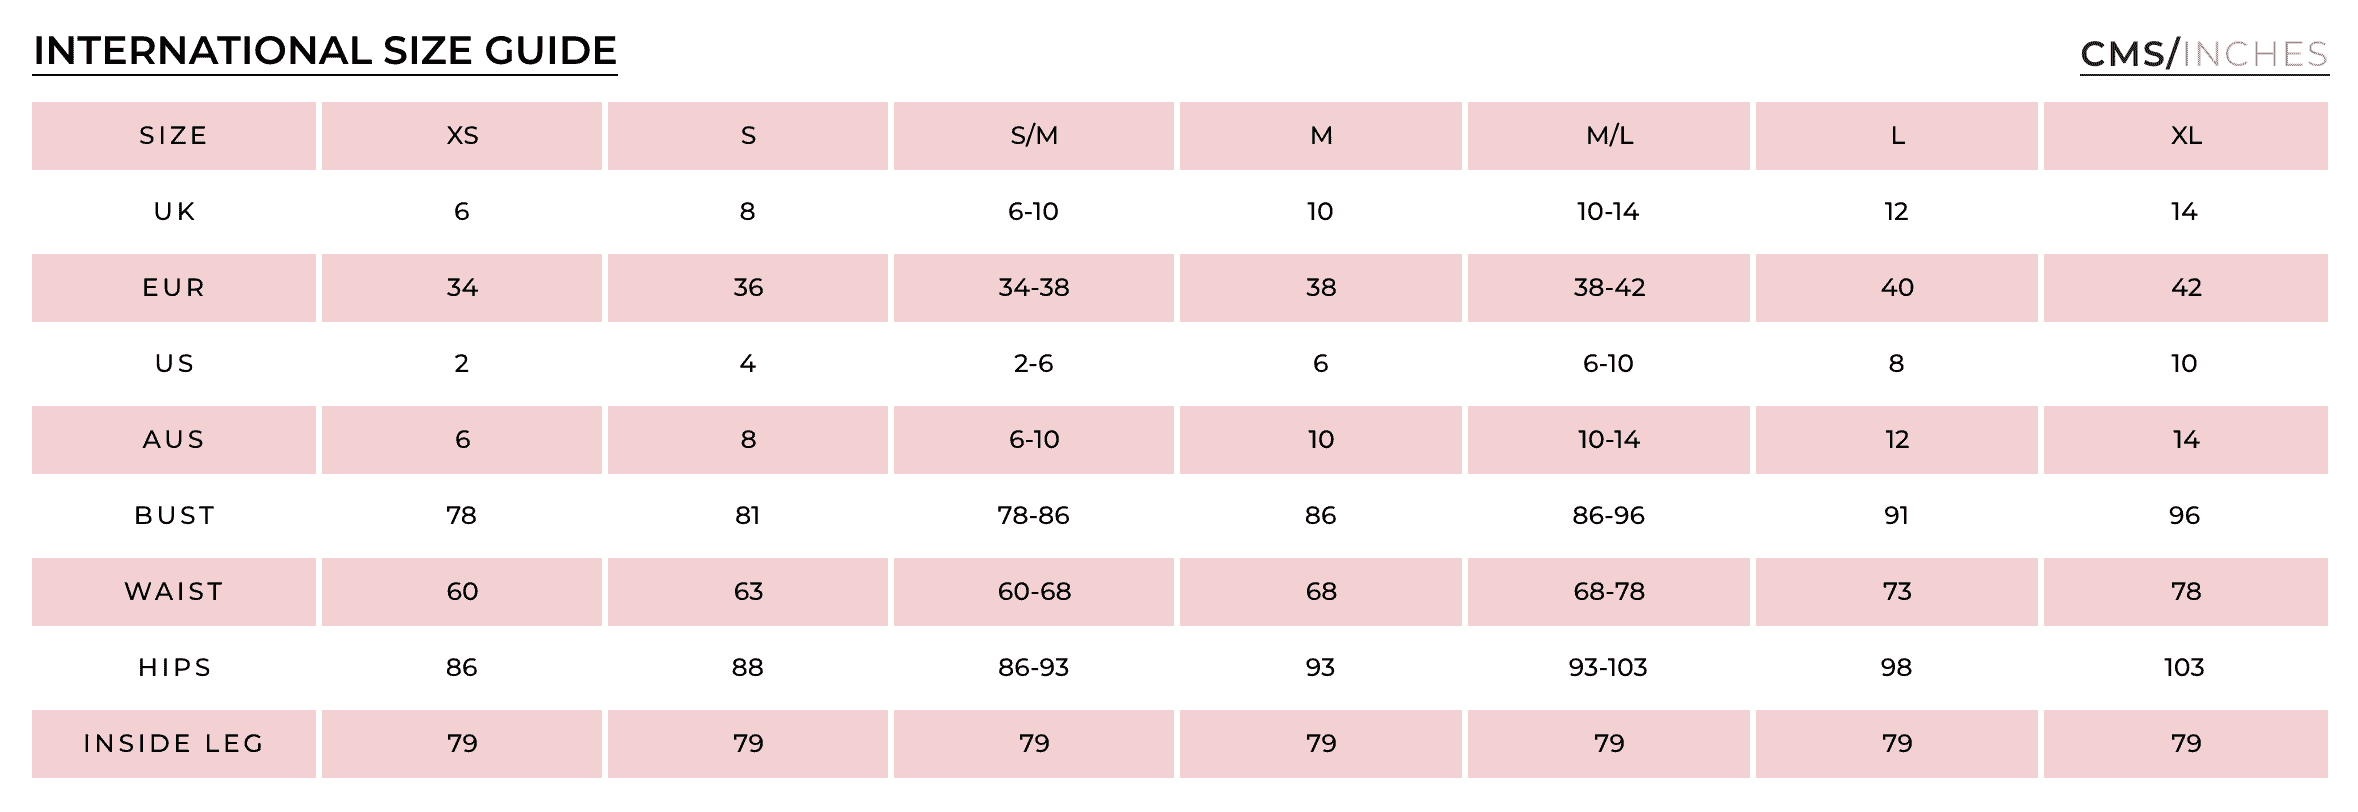 INTERNATIONAL SIZE GUIDE CMS/INCHES
SIZE XS S S/M M M/L L XL
UK 6 8 6-10 10 10-14 12 14
EUR 34 36 34-38 38 38-42 40 42
US 2 4 2-6 6 6-10 8 10
AUS 6 8 6-10 10 10-14 12 14
BUST 78 81 78-86 86 86-96 91 96
WAIST 60 63 60-68 68 68-78 73 78
HIPS 86 88 86-93 93 93-103 98 103
INSIDE LEG 79 79 79 79 79 79 79